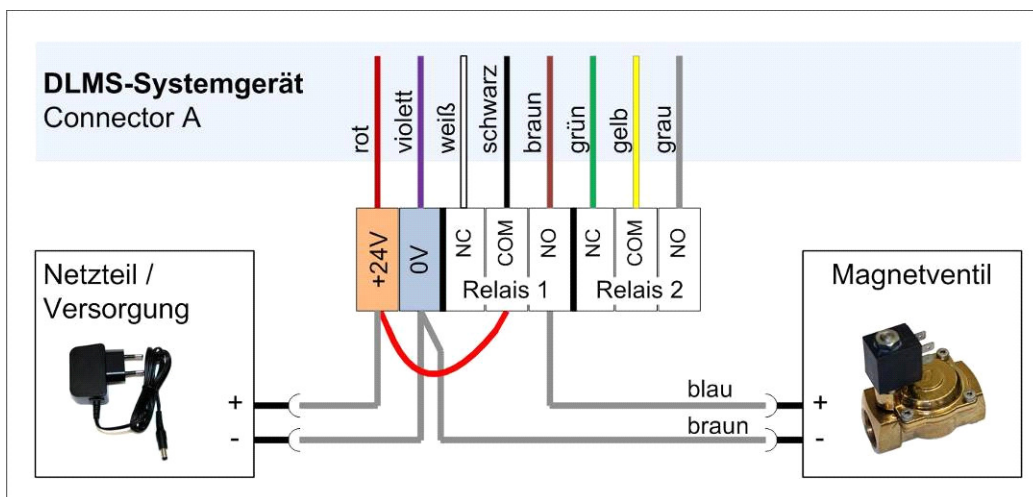 DLMS-Systemgerät
Connector A
rot
violett
weiß
schwarz
braun
grün
gelb
grau
+24V
0V
NC
COM
NO
NC
COM
NO
Relais 1
Relais 2
Netzteil /
Versorgung
+
-
Magnetventil
blau
braun
+
-